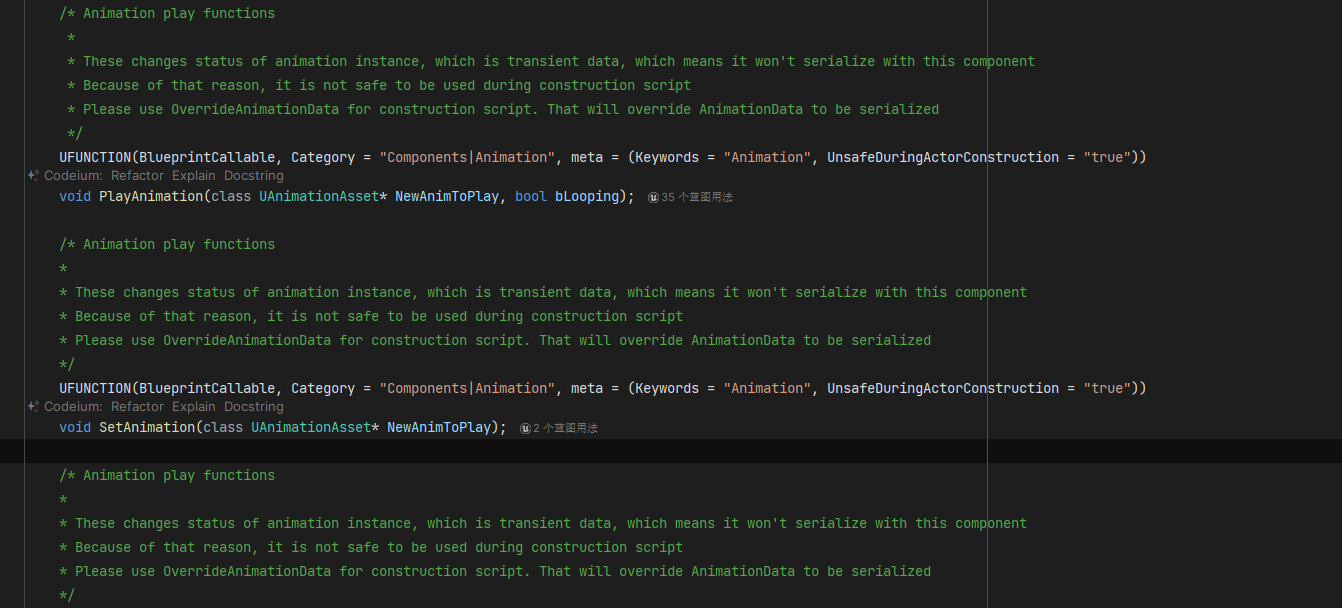 /* Animation play functions
*
* These changes status of animation instance, which is transient data, which means it won't serialize with this component
* Because of that reason, it is not safe to be used during construction script
* Please use OverrideAnimationData for construction script. That will override AnimationData to be serialized
*/
UFUNCTION(BlueprintCallable, Category = "Components|Animation", meta = (Keywords = "Animation", UnsafeDuringActorConstruction = "true"))
Codeium: Refactor Explain Docstring
void PlayAnimation(class UAnimationAsset* NewAnimToPlay, bool bLooping); 35 个蓝图用法
/* Animation play functions
*
* These changes status of animation instance, which is transient data, which means it won't serialize with this component
* Because of that reason, it is not safe to be used during construction script
* Please use OverrideAnimationData for construction script. That will override AnimationData to be serialized
*/
UFUNCTION(BlueprintCallable, Category = "Components|Animation", meta = (Keywords = "Animation", UnsafeDuringActorConstruction = "true"))
Codeium: Refactor Explain Docstring
void SetAnimation(class UAnimationAsset* NewAnimToPlay); 2 个蓝图用法
/* Animation play functions
*
* These changes status of animation instance, which is transient data, which means it won't serialize with this component
* Because of that reason, it is not safe to be used during construction script
* Please use OverrideAnimationData for construction script. That will override AnimationData to be serialized
*/